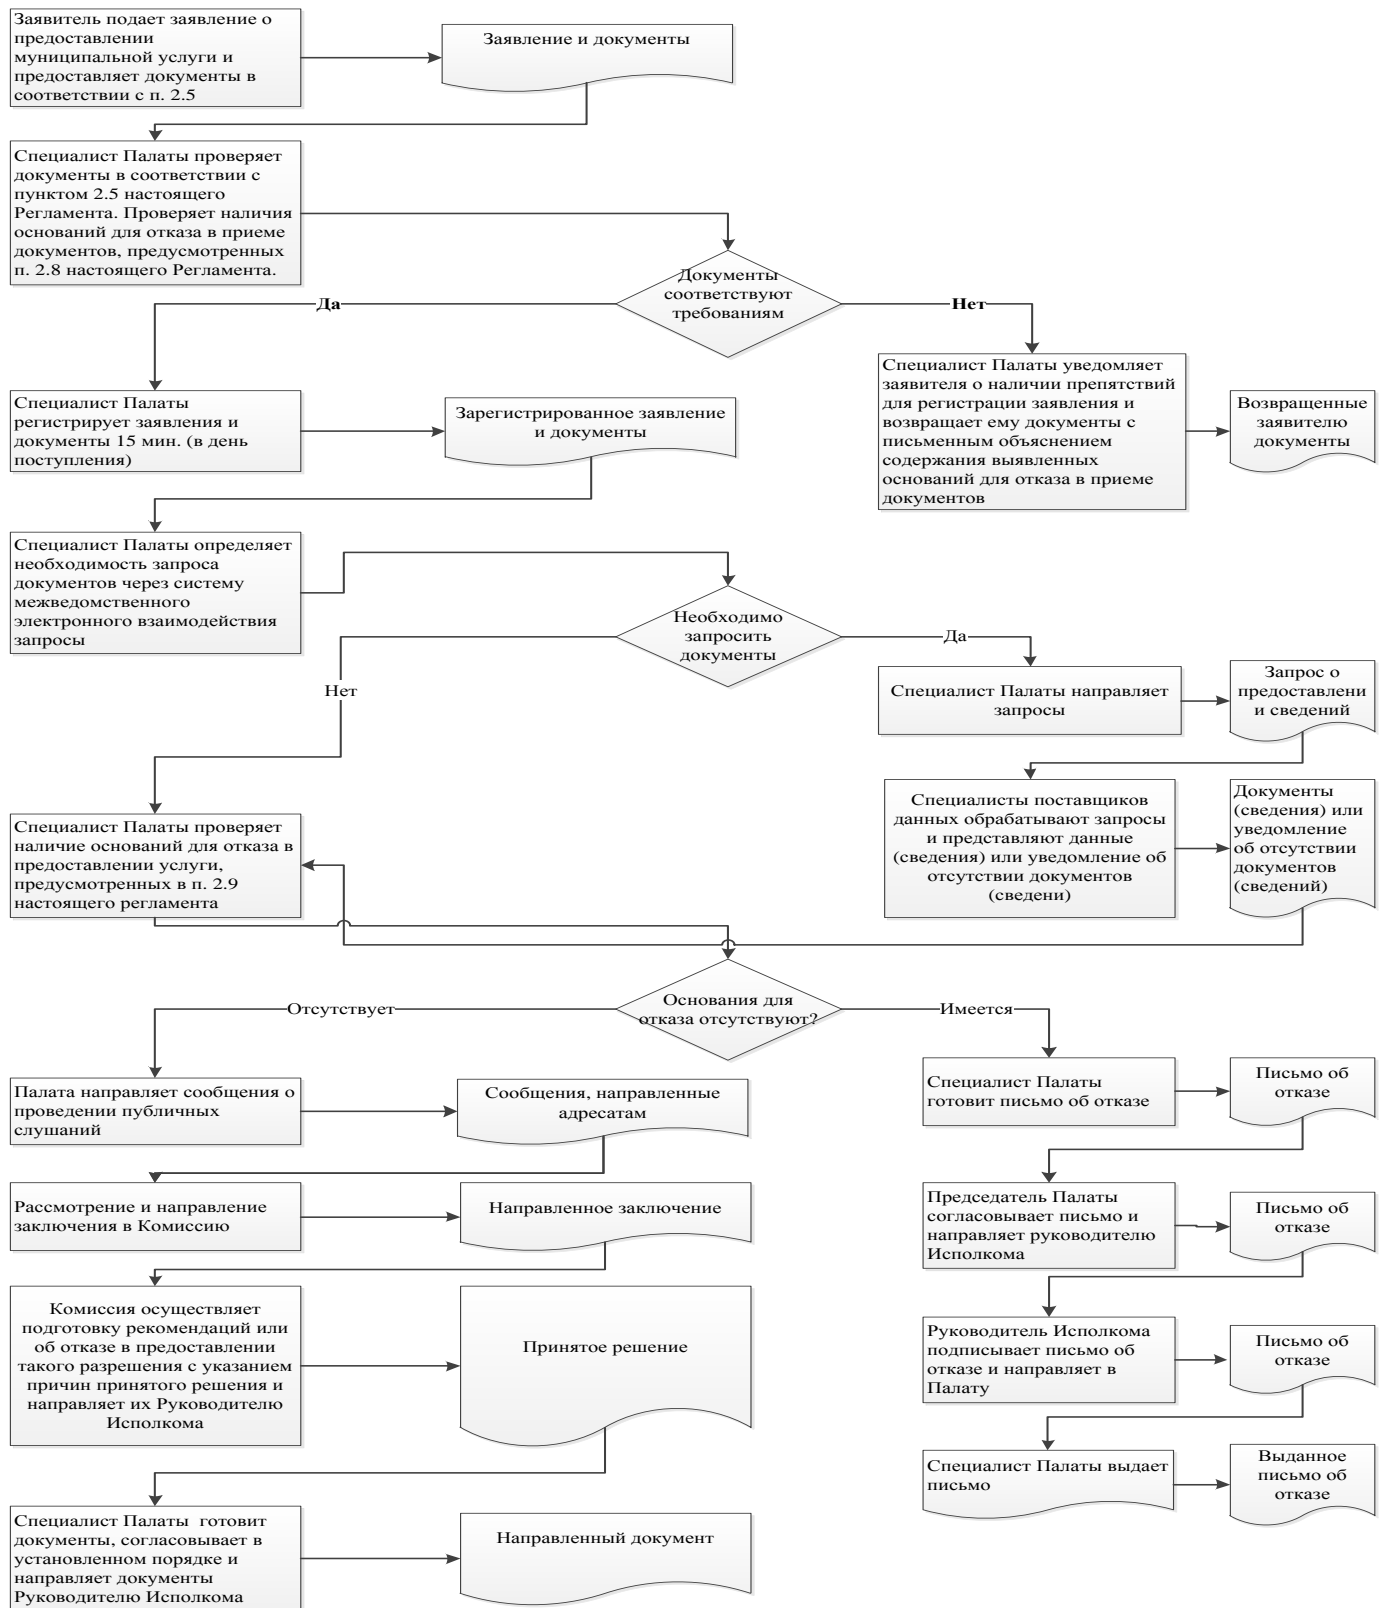 Заявитель подает заявление о
предоставлении
муниципальной услуги и
предоставляет документы в
соответствии с п. 2.5
Заявление и документы
Специалист Палаты проверяет
документы в соответствии с
пунктом 2.5 настоящего
Регламента. Проверяет наличия
оснований для отказа в приеме
документов, предусмотренных
п. 2.8 настоящего Регламента.
Документы
соответствуют
требованиям
Да
Нет
Специалист Палаты
регистрирует заявления и
документы 15 мин. (в день
поступления)
Зарегистрированное заявление
и документы
Специалист Палаты уведомляет
заявителя о наличии препятствий
для регистрации заявления и
возвращает ему документы с
письменным объяснением
содержания выявленных
оснований для отказа в приеме
документов
Возвращенные
заявителю
документы
Специалист Палаты определяет
необходимость запроса
документов через систему
межведомственного
электронного взаимодействия
запросы
Необходимо
запросить
документы
Да
Нет
Специалист Палаты направляет
запросы
Запрос о
предоставлени
и сведений
Специалисты поставщиков
данных обрабатывают запросы
и представляют данные
(сведения) или уведомление об
отсутствии документов
(сведени)
Документы
(сведения) или
уведомление
об отсутствии
документов
(сведений)
Специалист Палаты проверяет
наличие оснований для отказа в
предоставлении услуги,
предусмотренных в п. 2.9
настоящего регламента
Основания для
отказа отсутствуют?
Отсутствует
Имеется
Палата направляет сообщения о
проведении публичных
слушаний
Сообщения, направленные
адресатам
Специалист Палаты
готовит письмо об отказе
Письмо об
отказе
Рассмотрение и направление
заключения в Комиссию
Направленное заключение
Председатель Палаты
согласовывает письмо и
направляет руководителю
Исполкома
Письмо об
отказе
Комиссия осуществляет
подготовку рекомендаций или
об отказе в предоставлении
такого разрешения с указанием
причин принятого решения и
направляет их Руководителю
Исполкома
Принятое решение
Руководитель Исполкома
подписывает письмо об
отказе и направляет в
Палату
Письмо об
отказе
Специалист Палаты выдает
письмо
Выданное
письмо об
отказе
Специалист Палаты  готовит
документы, согласовывает в
установленном порядке и
направляет документы
Руководителю Исполкома
Направленный документ